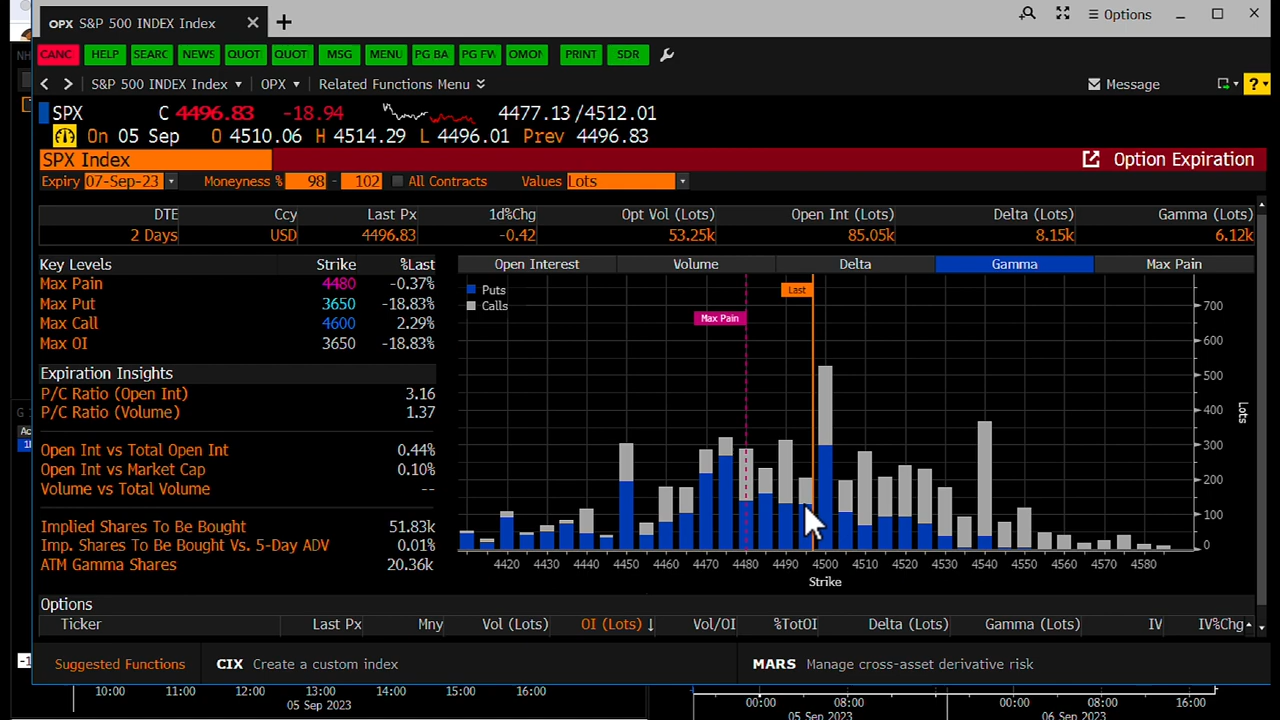 OPX S&P 500 INDEX Index
Options
CANC HELP SEARC NEWS QUOT QUOT MSG MENU PG BA PG FW OMON PRINT SDR
S&P 500 INDEX Index OPX Related Functions Menu Message ?
SPX C 4496.83 -18.94 4477.13 /4512.01
On 05 Sep O 4510.06 H 4514.29 L 4496.01 Prev 4496.83
SPX Index Option Expiration
Expiry 07-Sep-23 Moneyness % 98 - 102 All Contracts Values Lots
DTE Ccy Last Px 1d%Chg Opt Vol (Lots) Open Int (Lots) Delta (Lots) Gamma (Lots)
2 Days USD 4496.83 -0.42 53.25k 85.05k 8.15k 6.12k
Key Levels Strike %Last
Max Pain 4480 -0.37%
Max Put 3650 -18.83%
Max Call 4600 2.29%
Max OI 3650 -18.83%
Expiration Insights
P/C Ratio (Open Int) 3.16
P/C Ratio (Volume) 1.37
Open Int vs Total Open Int 0.44%
Open Int vs Market Cap 0.10%
Volume vs Total Volume --
Implied Shares To Be Bought 51.83k
Imp. Shares To Be Bought Vs. 5-Day ADV 0.01%
ATM Gamma Shares 20.36k
Open Interest Volume Delta Gamma Max Pain
Puts
Calls
Last
Max Pain
700
600
500
400
300
200
100
0
Lots
4420 4430 4440 4450 4460 4470 4480 4490 4500 4510 4520 4530 4540 4550 4560 4570 4580
Strike
Options
Ticker Last Px Mny Vol (Lots) OI (Lots) ↓ Vol/OI %TotOI Delta (Lots) Gamma (Lots) IV IV%Chg
Suggested Functions CIX Create a custom index MARS Manage cross-asset derivative risk
10:00 11:00 12:00 13:00 14:00 15:00 16:00
05 Sep 2023
00:00 08:00 00:00 08:00 16:00
05 Sep 2023 06 Sep 2023